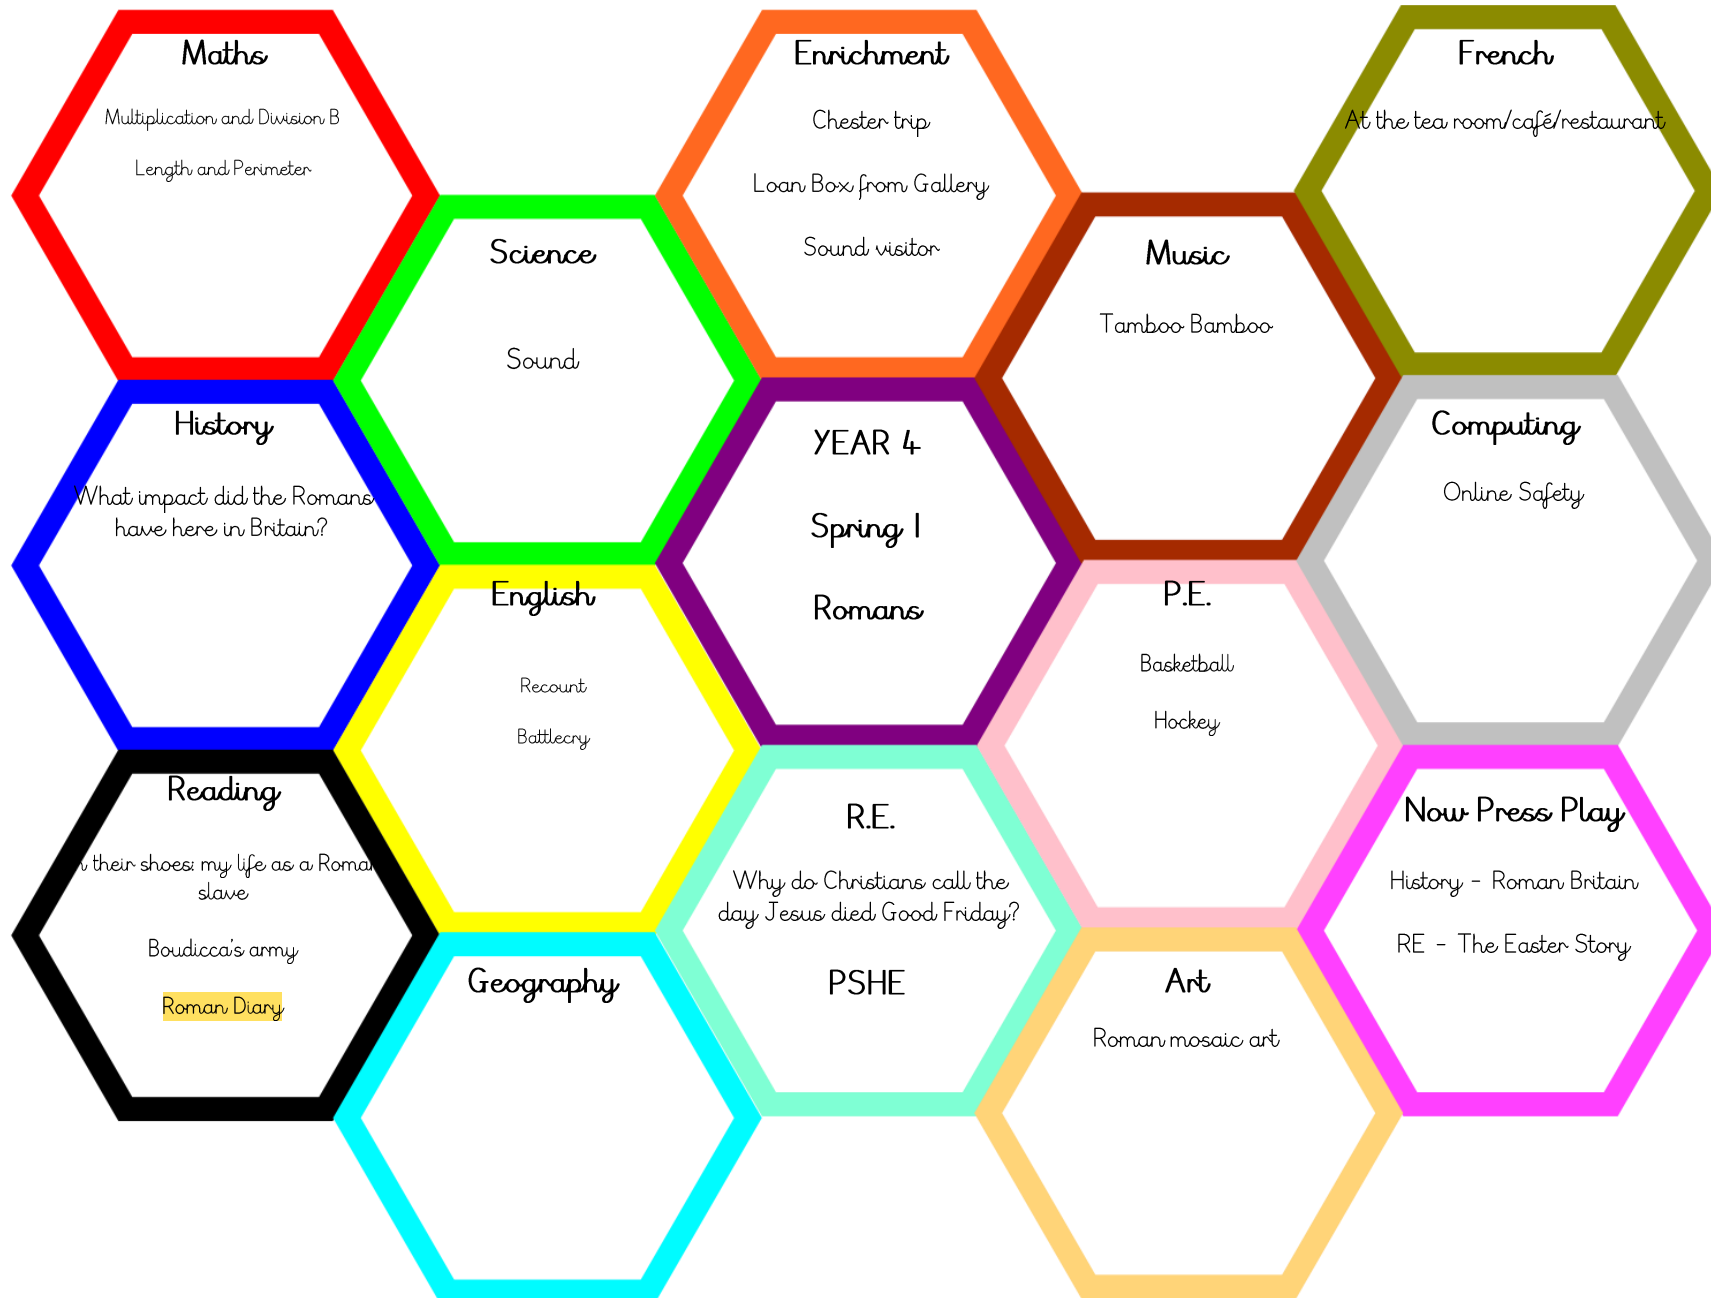 Maths
Multiplication and Division B
Length and Perimeter
Enrichment
Chester trip
Loan Box from Gallery
Sound visitor
French
At the tea room/café/restaurant
Science
Sound
Music
Tamboo Bamboo
History
What impact did the Romans
have here in Britain?
YEAR 4
Spring 1
Romans
Computing
Online Safety
English
Recount
Battlecry
P.E.
Basketball
Hockey
Reading
their shoes: my life as a Roman
slave
Boudicca's army
Roman Diary
R.E.
Why do Christians call the
day Jesus died Good Friday?
PSHE
Now Press Play
History - Roman Britain
RE - The Easter Story
Geography
Art
Roman mosaic art